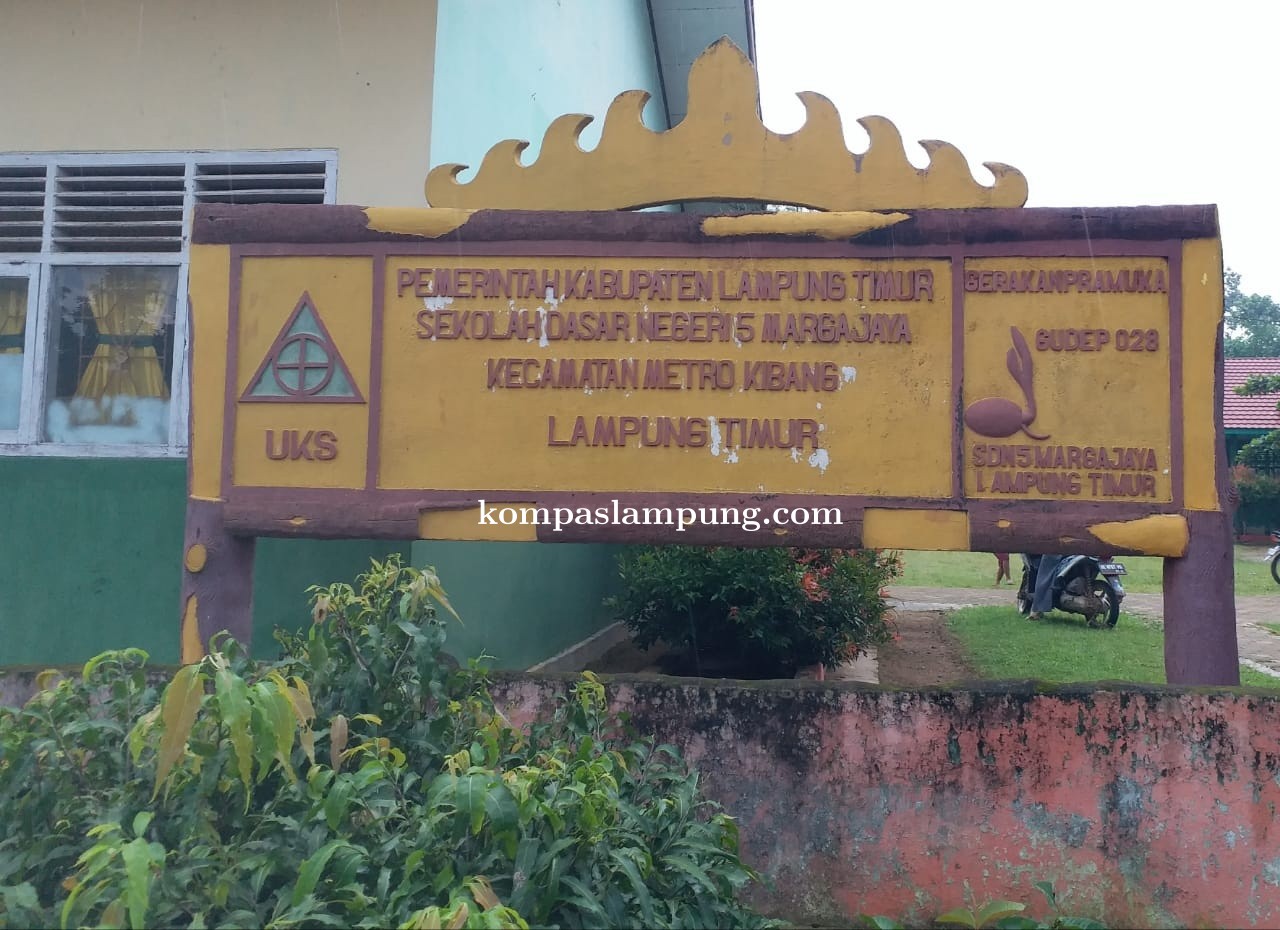 UKS
PEMERINTAH KABUPATEN LAMPUNG TIMUR
SEKOLAH DASAR NEGERI 5 MARGAJAYA
KECAMATAN METRO KIBANG
LAMPUNG TIMUR
GERAKAN PRAMUKA
GUDEP 028
SDN 5 MARGAJAYA
LAMPUNG TIMUR
kompaslampung.com